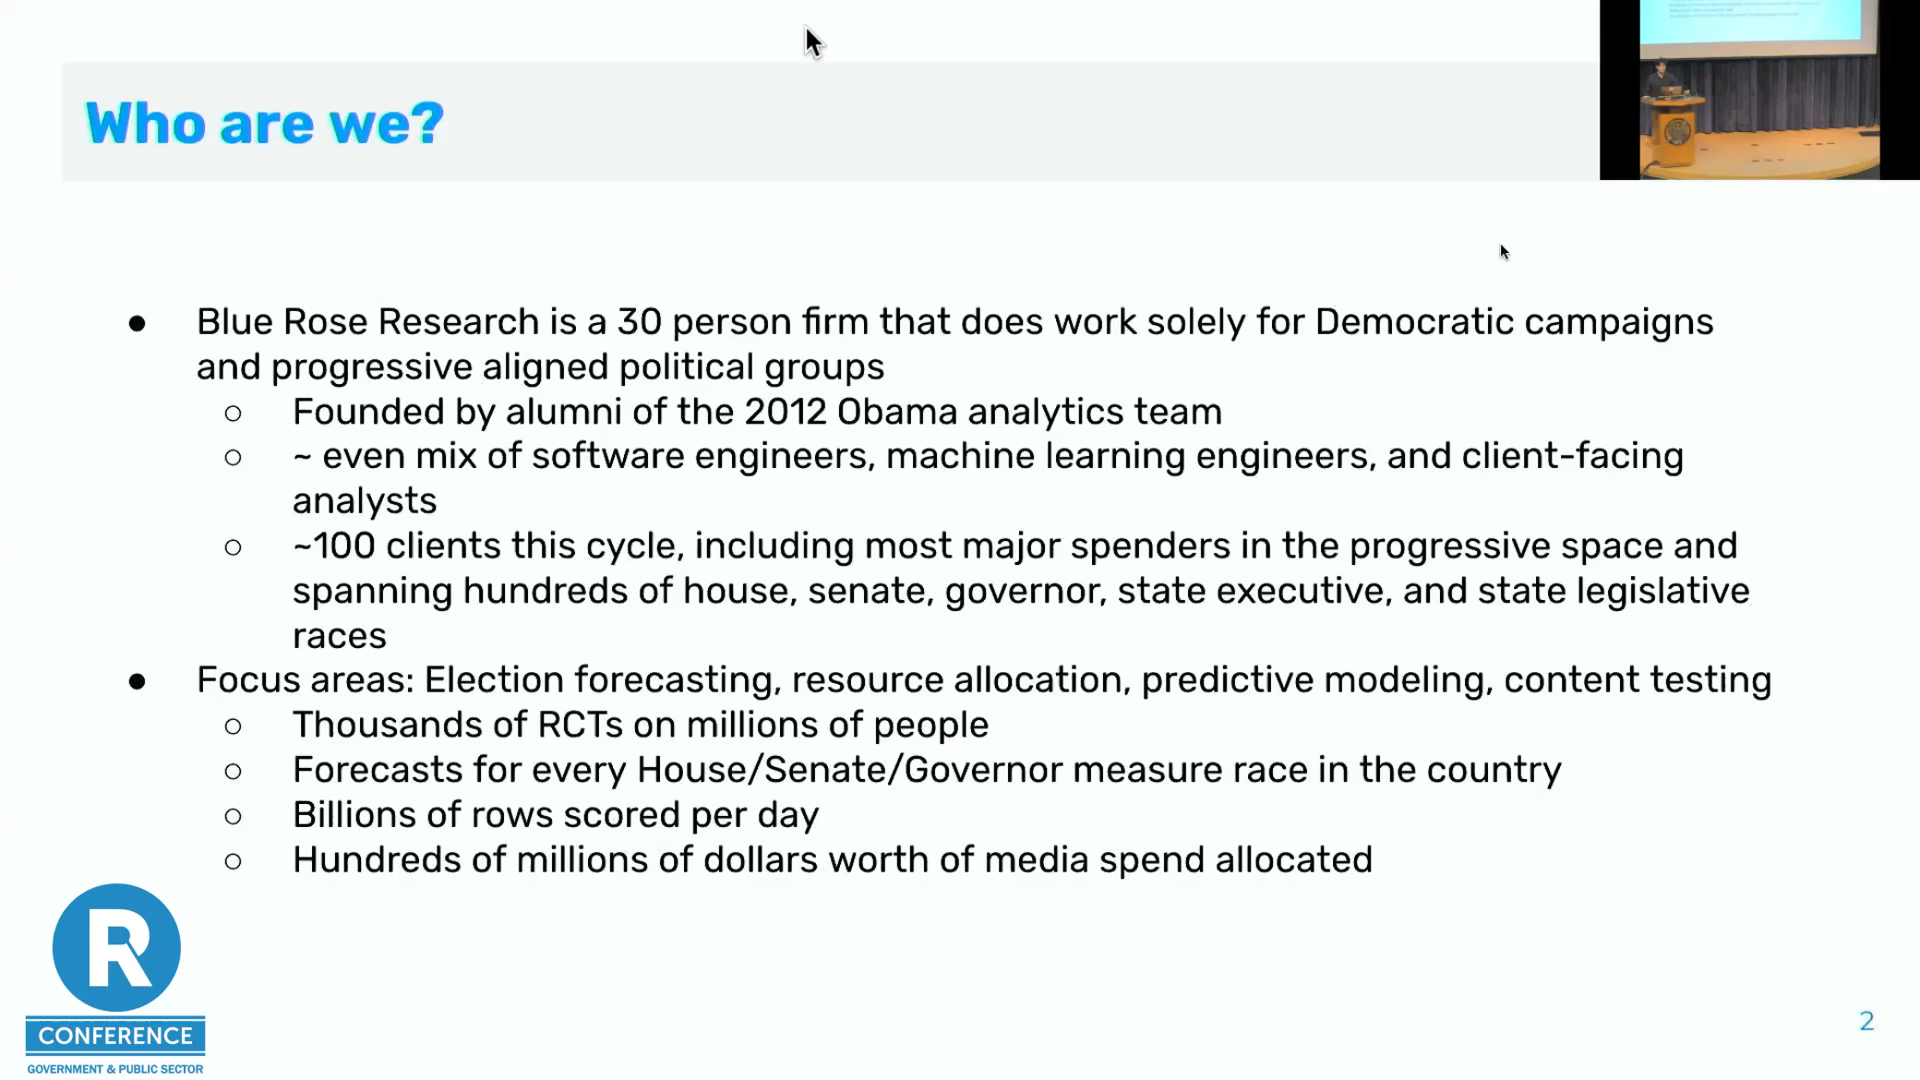 Who are we?
● Blue Rose Research is a 30 person firm that does work solely for Democratic campaigns
and progressive aligned political groups
○ Founded by alumni of the 2012 Obama analytics team
○ ~ even mix of software engineers, machine learning engineers, and client-facing
analysts
○ ~100 clients this cycle, including most major spenders in the progressive space and
spanning hundreds of house, senate, governor, state executive, and state legislative
races
● Focus areas: Election forecasting, resource allocation, predictive modeling, content testing
○ Thousands of RCTs on millions of people
○ Forecasts for every House/Senate/Governor measure race in the country
○ Billions of rows scored per day
○ Hundreds of millions of dollars worth of media spend allocated
R
CONFERENCE
GOVERNMENT & PUBLIC SECTOR
2